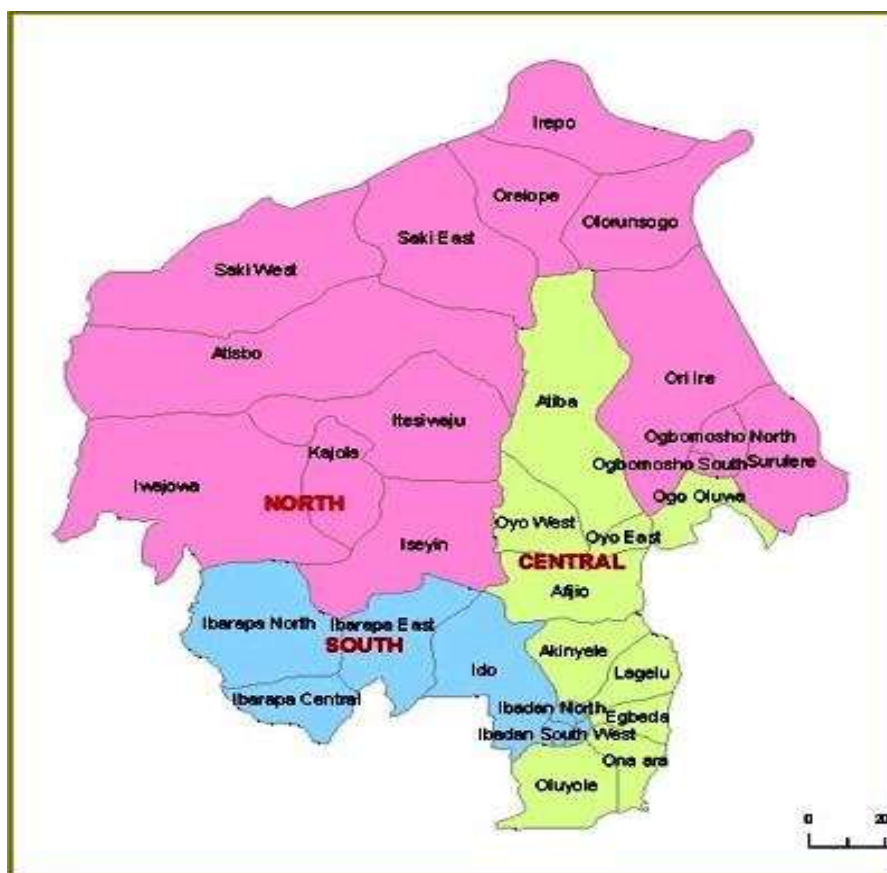 Irepo
Orelope
Olorunsogo
Saki East
Saki West
Atisbo
Ori Ire
Atiba
Itesiwaju
Ogbomosho North
Kajola
Ogbomosho South
Surulere
Iwajowa
NORTH
Ogo Oluwa
Oyo West
Oyo East
Iseyin
CENTRAL
Afijio
Ibarapa North
Ibarapa East
SOUTH
Akinyele
Ido
Lagelu
Ibarapa Central
Ibadan North
Egbeda
Ibadan South West
Ona ara
Oluyole
0
20